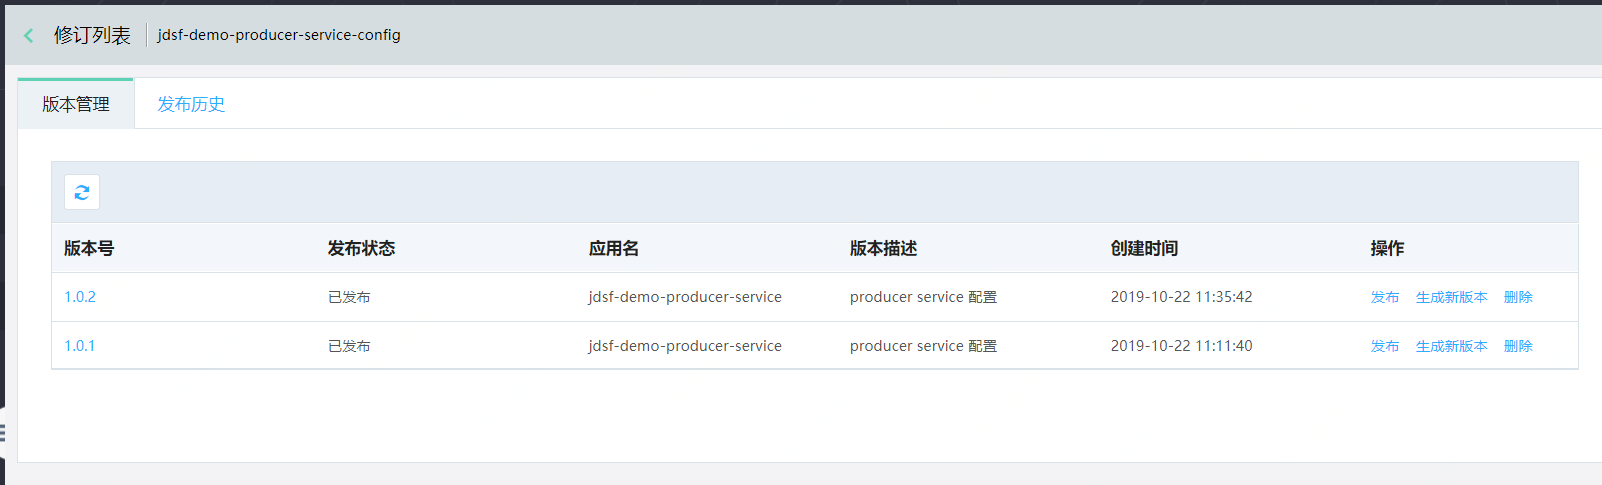 修订列表 jdsf-demo-producer-service-config
版本管理 发布历史
版本号 发布状态 应用名 版本描述 创建时间 操作
1.0.2 已发布 jdsf-demo-producer-service producer service 配置 2019-10-22 11:35:42 发布 生成新版本 删除
1.0.1 已发布 jdsf-demo-producer-service producer service 配置 2019-10-22 11:11:40 发布 生成新版本 删除